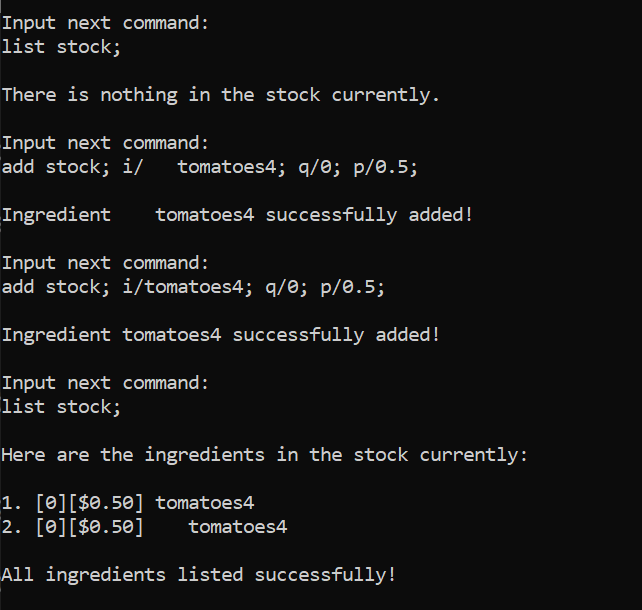 Input next command:
list stock;
There is nothing in the stock currently.
Input next command:
add stock; i/   tomatoes4; q/0; p/0.5;
Ingredient    tomatoes4 successfully added!
Input next command:
add stock; i/tomatoes4; q/0; p/0.5;
Ingredient tomatoes4 successfully added!
Input next command:
list stock;
Here are the ingredients in the stock currently:
1. [0][$0.50] tomatoes4
2. [0][$0.50]    tomatoes4
All ingredients listed successfully!